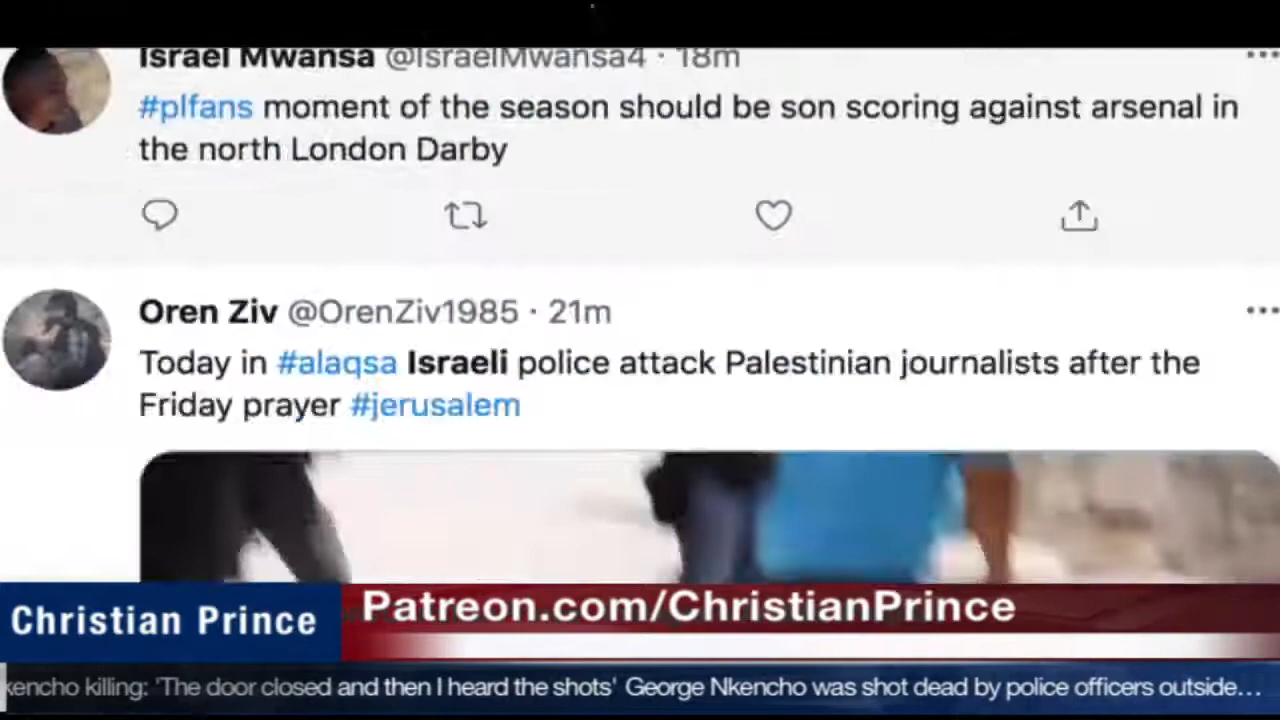 Israel Mwansa @IsraelMwansa4 · 18m
#plfans moment of the season should be son scoring against arsenal in
the north London Darby
Oren Ziv @OrenZiv1985 · 21m
Today in #alaqsa Israeli police attack Palestinian journalists after the
Friday prayer #jerusalem
Christian Prince
Patreon.com/ChristianPrince
kencho killing: 'The door closed and then I heard the shots' George Nkencho was shot dead by police officers outside...